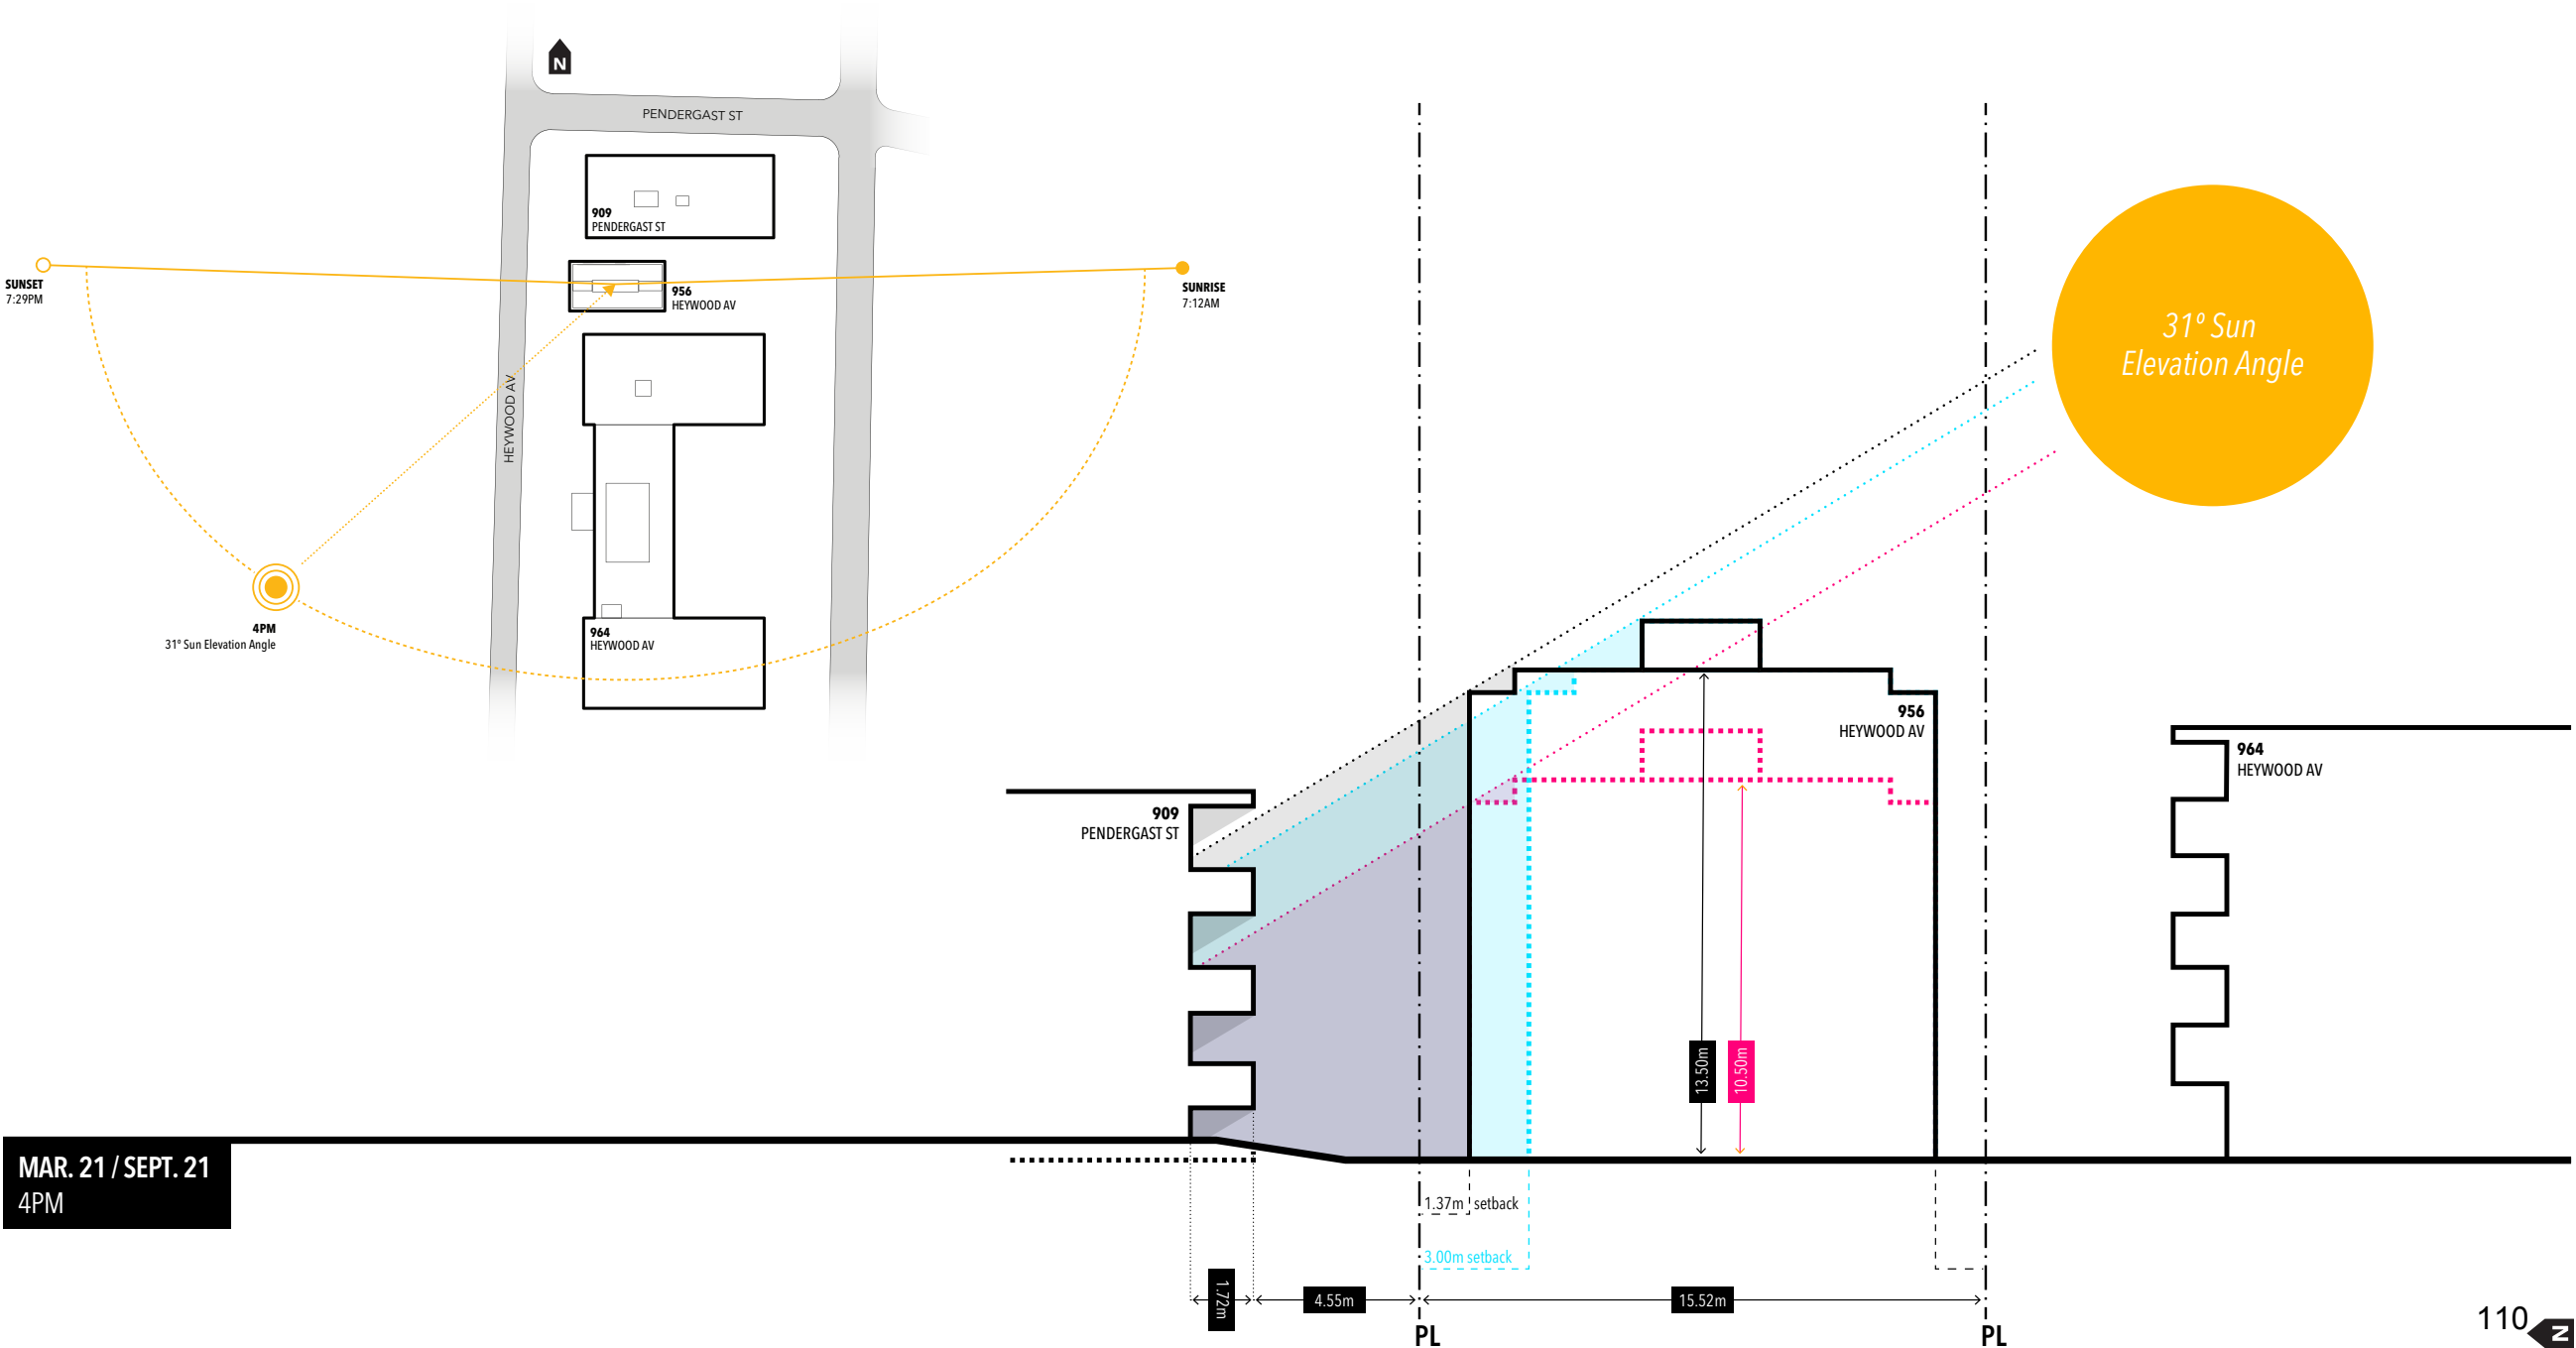 N
PENDERGAST ST
909
PENDERGAST ST
SUNSET
7:29PM
956
HEYWOOD AV
SUNRISE
7:12AM
HEYWOOD AV
4PM
31º Sun Elevation Angle
964
HEYWOOD AV
31º Sun
Elevation Angle
956
HEYWOOD AV
964
HEYWOOD AV
909
PENDERGAST ST
13.50m
10.50m
MAR. 21 / SEPT. 21
4PM
1.37m setback
3.00m setback
1.72m
4.55m
15.52m
PL
PL
110
N